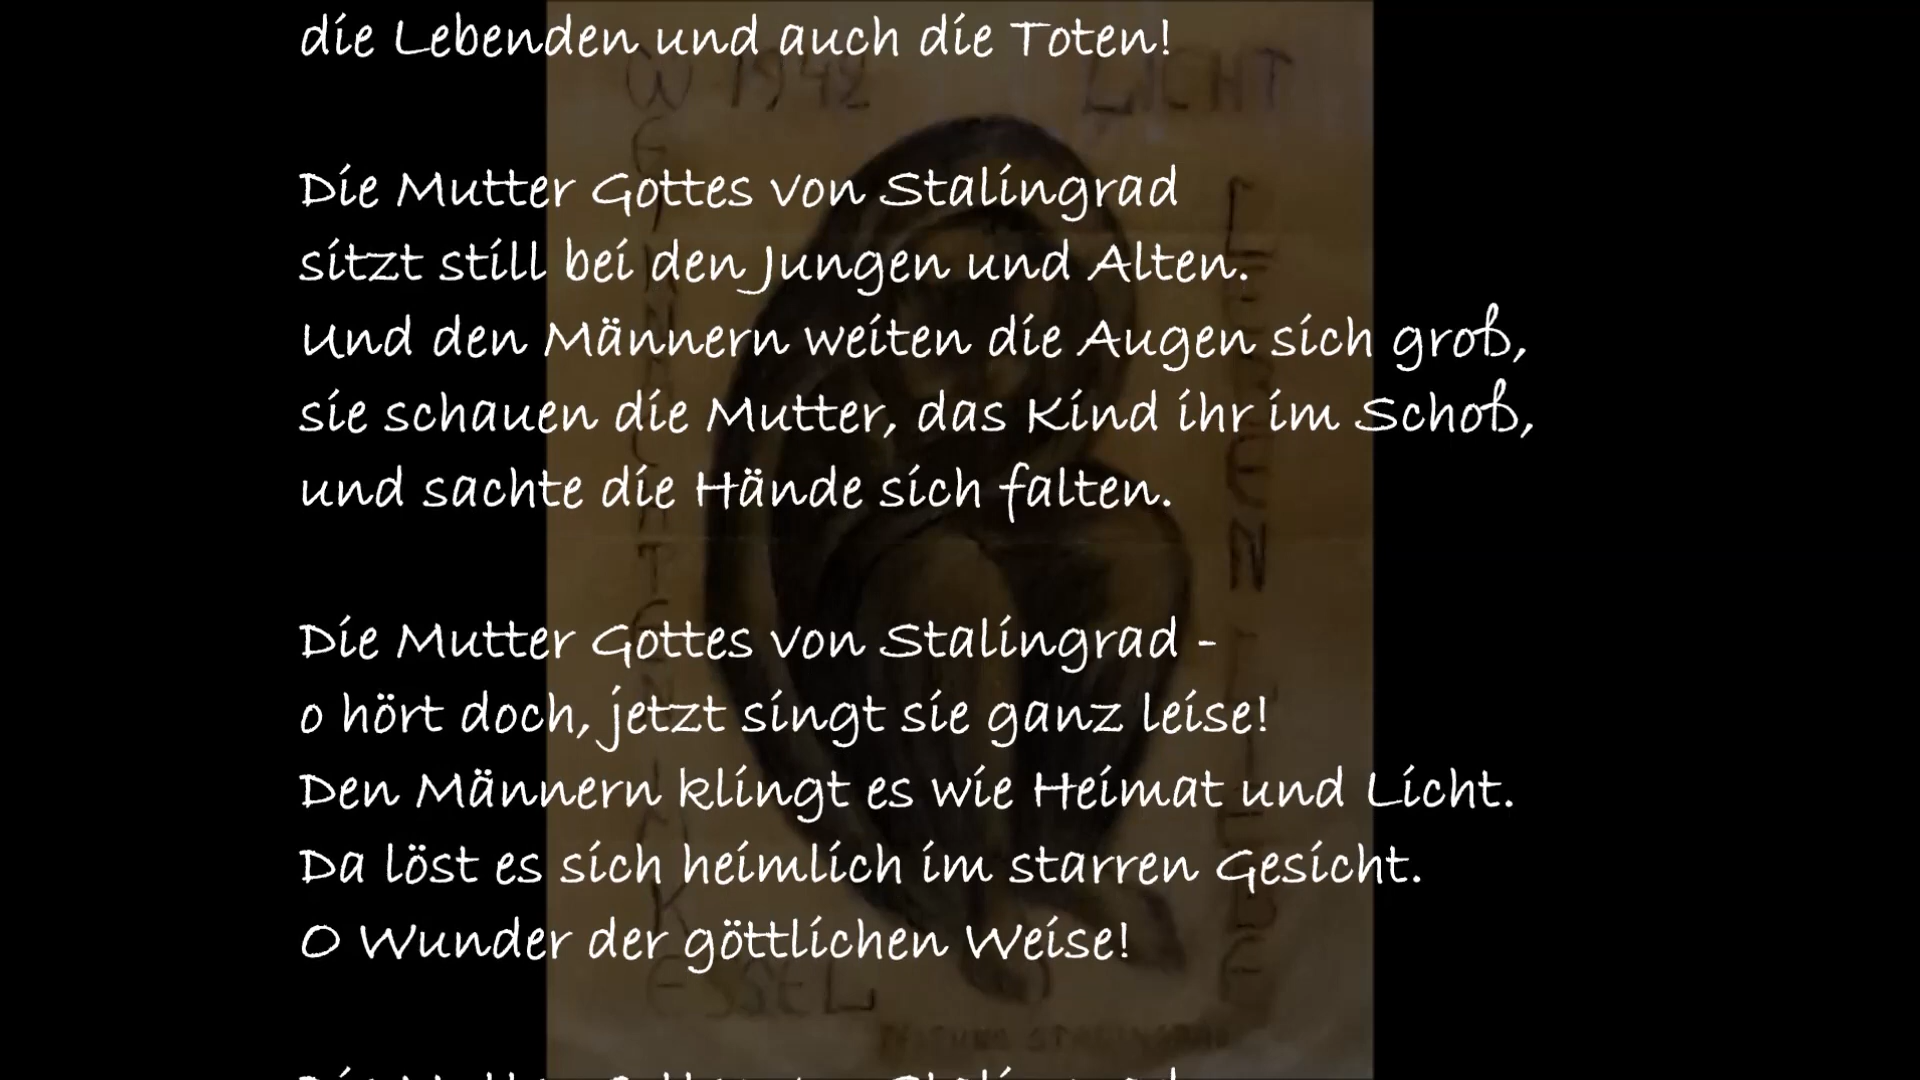 die Lebenden und auch die Toten!
W 1942 LICHT
Die Mutter Gottes von Stalingrad
sitzt still bei den Jungen und Alten.
Und den Männern weiten die Augen sich groß,
sie schauen die Mutter, das Kind ihr im Schoß,
und sachte die Hände sich falten.
Die Mutter Gottes von Stalingrad -
o hört doch, jetzt singt sie ganz leise!
Den Männern klingt es wie Heimat und Licht.
Da löst es sich heimlich im starren Gesicht.
O Wunder der göttlichen Weise!